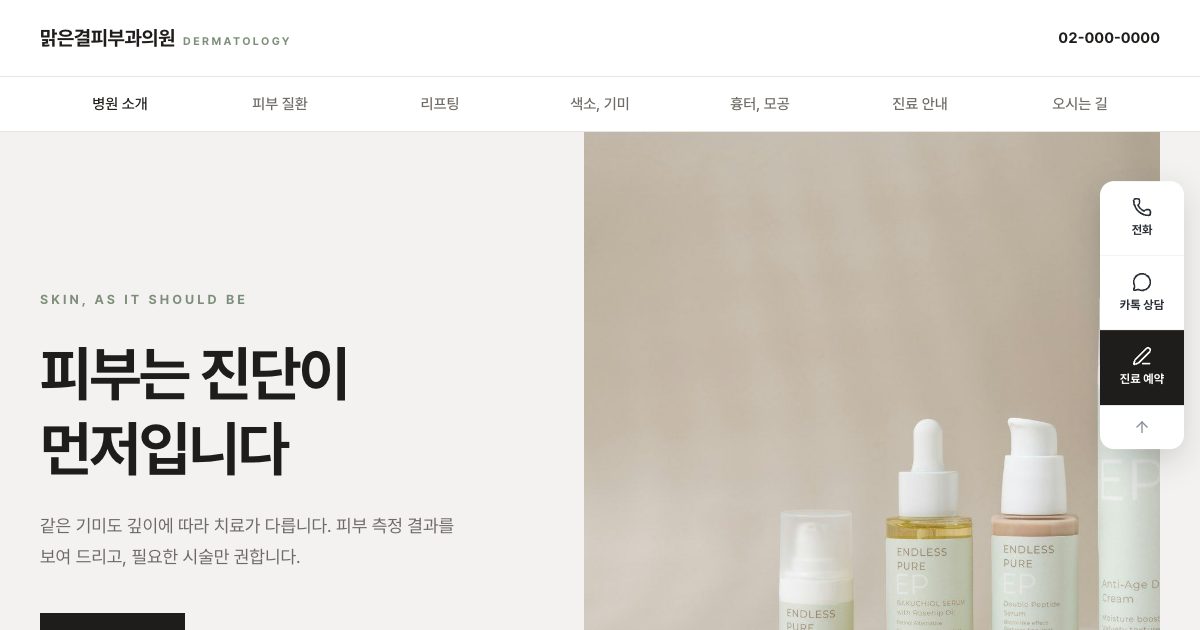 맑은결피부과의원 DERMATOLOGY
02-000-0000
병원 소개 피부 질환 리프팅 색소, 기미 흉터, 모공 진료 안내 오시는 길
SKIN, AS IT SHOULD BE
피부는 진단이
먼저입니다
같은 기미도 깊이에 따라 치료가 다릅니다. 피부 측정 결과를
보여 드리고, 필요한 시술만 권합니다.
전화
카톡 상담
진료 예약
ENDLESS
PURE
ENDLESS
PURE
EP
BAKUCHIOL SERUM
with Rosehip Oil
Retinol Alternative
ENDLESS
PURE
EP
Double Peptide
Serum
EP
Anti-Age D
Cream
Moisture boost